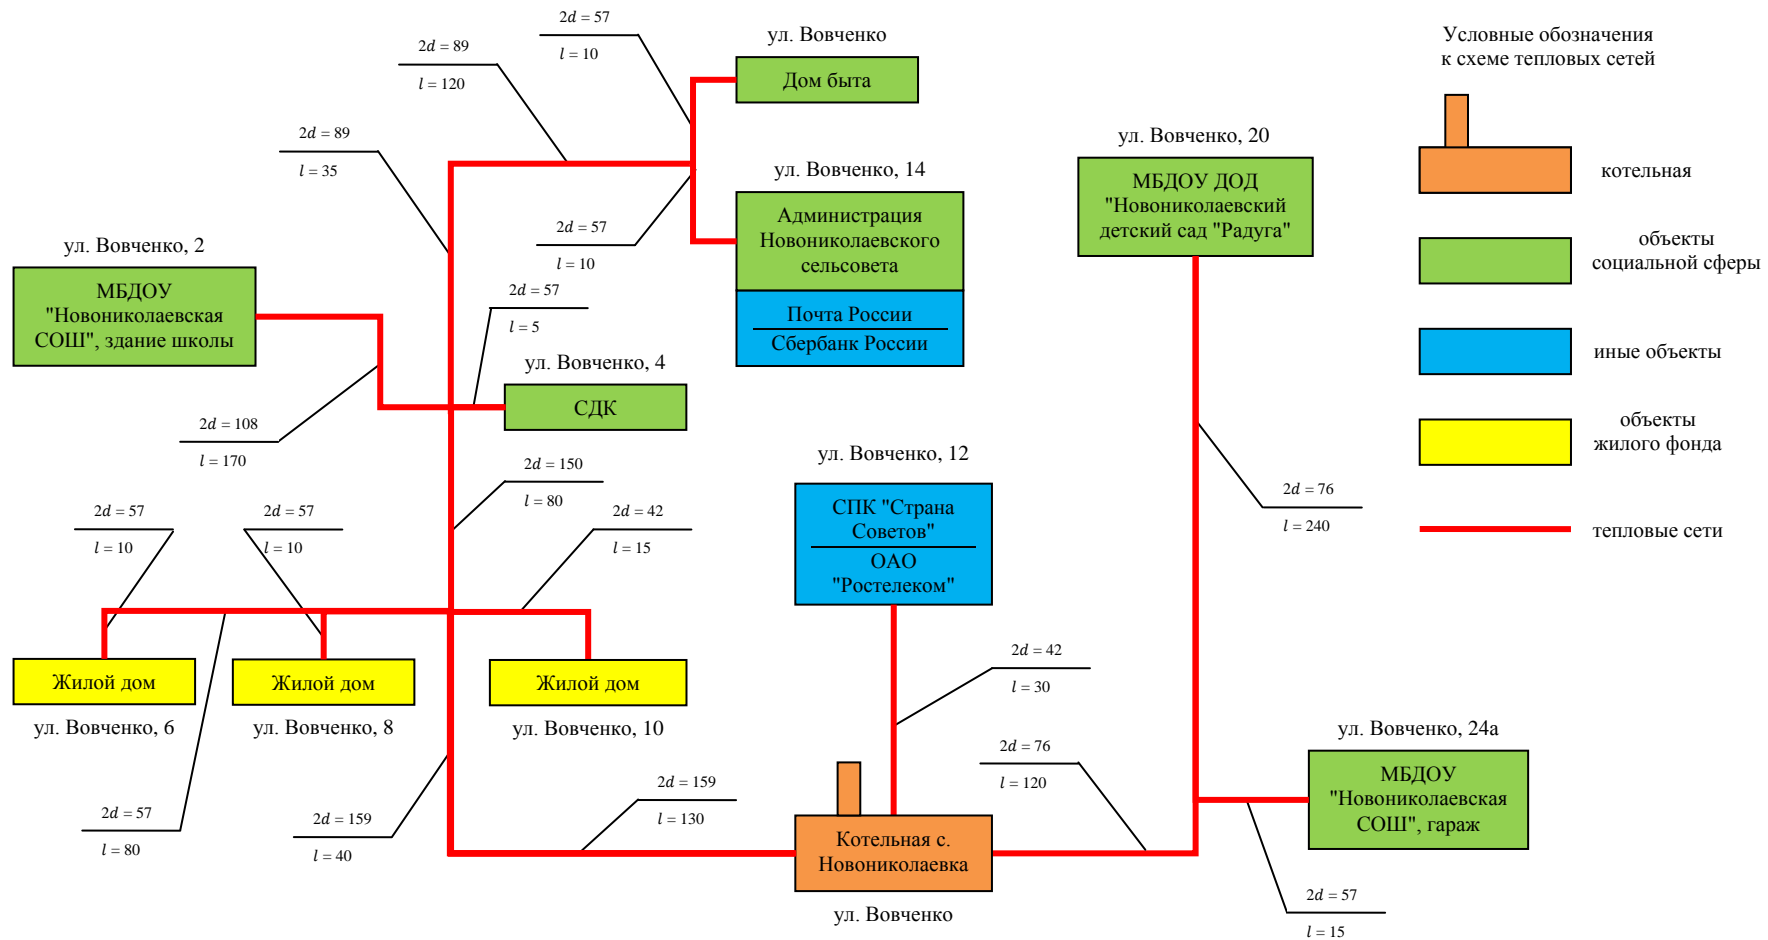 2d = 57
l = 10
ул. Вовченко
Дом быта
2d = 89
l = 120
2d = 89
l = 35
ул. Вовченко, 14
Администрация
Новониколаевского
сельсовета
Почта России
Сбербанк России
2d = 57
l = 10
ул. Вовченко, 2
МБДОУ
"Новониколаевская
СОШ", здание школы
2d = 57
l = 5
ул. Вовченко, 4
СДК
2d = 108
l = 170
2d = 150
l = 80
2d = 57
l = 10
2d = 57
l = 10
2d = 42
l = 15
Жилой дом
ул. Вовченко, 6
Жилой дом
ул. Вовченко, 8
Жилой дом
ул. Вовченко, 10
2d = 57
l = 80
2d = 159
l = 40
2d = 159
l = 130
ул. Вовченко, 12
СПК "Страна
Советов"
ОАО
"Ростелеком"
2d = 42
l = 30
Котельная с.
Новониколаевка
ул. Вовченко
2d = 76
l = 120
ул. Вовченко, 20
МБДОУ ДОД
"Новониколаевский
детский сад "Радуга"
2d = 76
l = 240
ул. Вовченко, 24а
МБДОУ
"Новониколаевская
СОШ", гараж
2d = 57
l = 15
Условные обозначения
к схеме тепловых сетей
котельная
объекты
социальной сферы
иные объекты
объекты
жилого фонда
тепловые сети